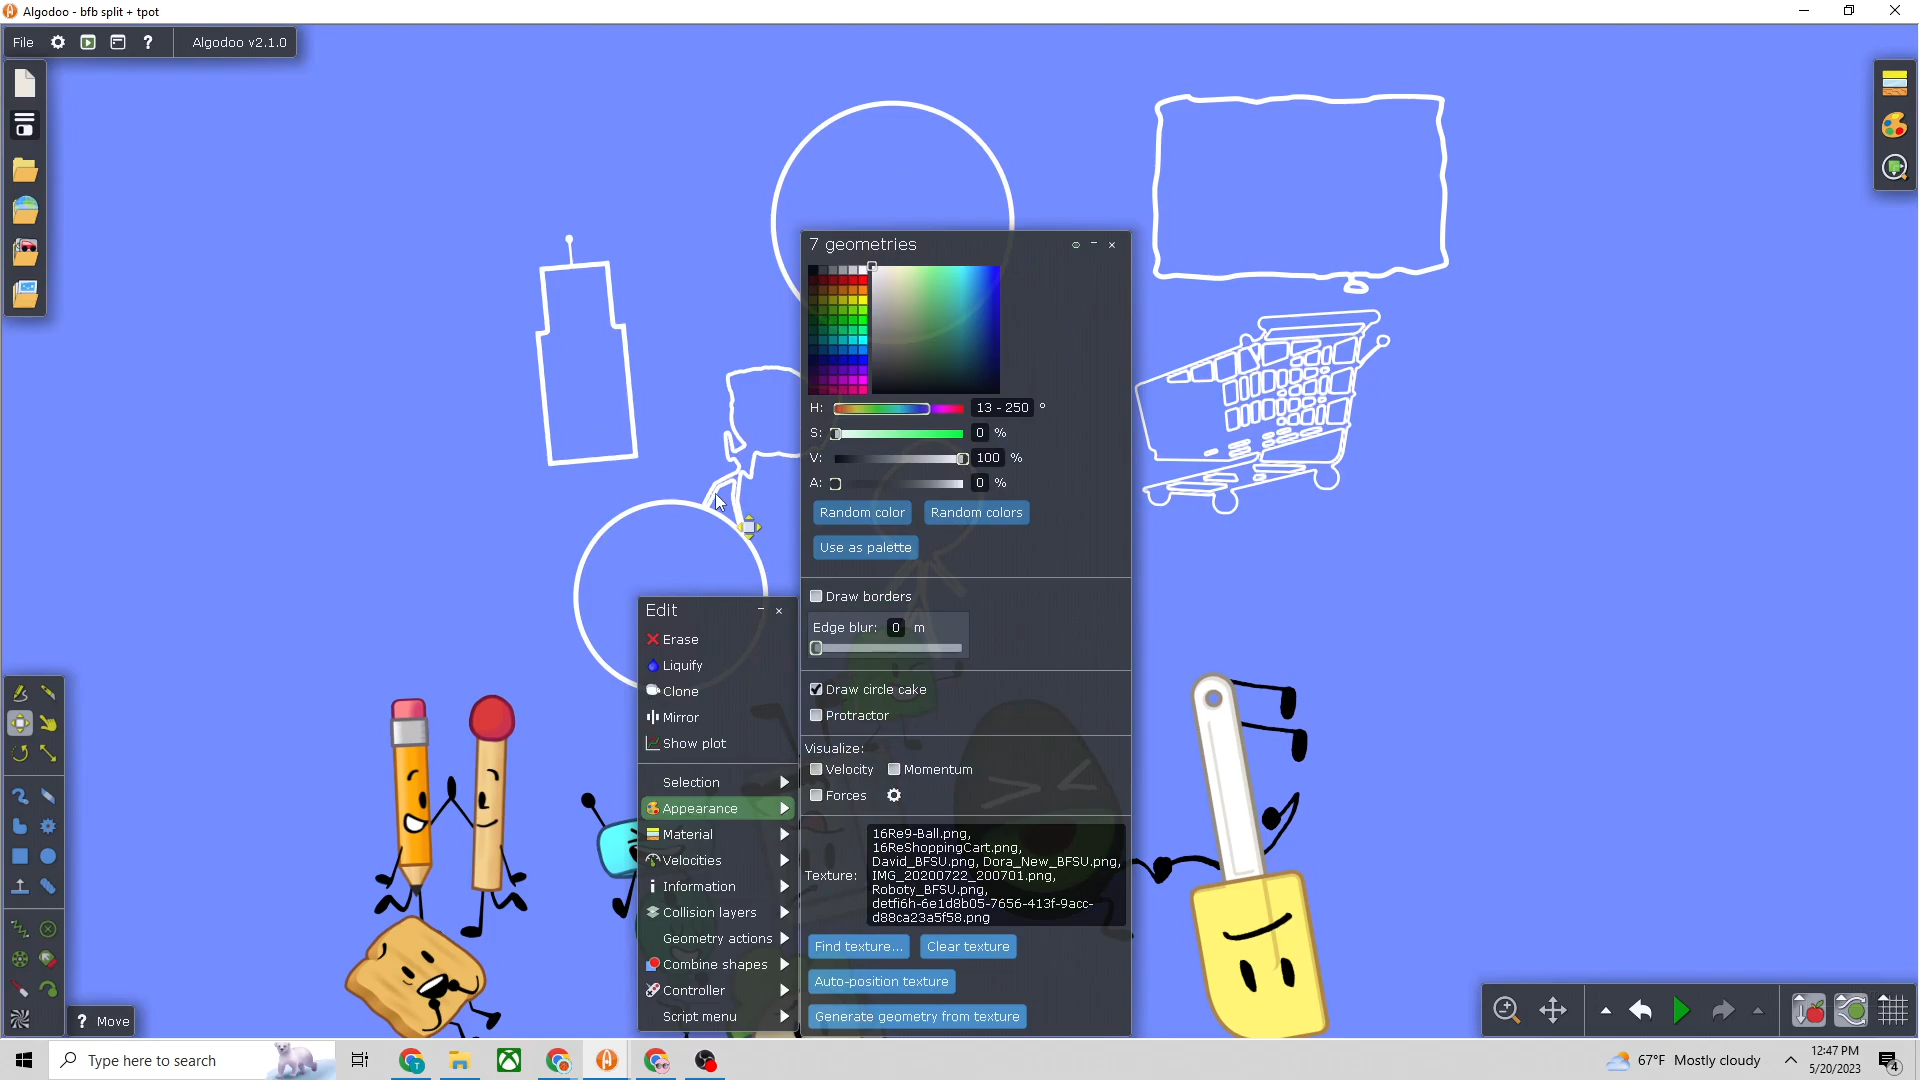 Algodoo - bfb split + tpot
File
?
Algodoo v2.1.0
7 geometries
H:
13 - 250 °
S:
0 %
V:
100 %
A:
0 %
Random color
Random colors
Use as palette
Draw borders
Edge blur: 0 m
Draw circle cake
Protractor
Visualize:
Velocity
Momentum
Forces
Texture:
16Re9-Ball.png,
16ReShoppingCart.png,
David_BFSU.png, Dora_New_BFSU.png,
IMG_20200722_200701.png,
Roboty_BFSU.png,
detfi6h-6e1d8b05-7656-413f-9acc-
d88ca23a5f58.png
Find texture...
Clear texture
Auto-position texture
Generate geometry from texture
Edit
Erase
Liquify
Clone
Mirror
Show plot
Selection
Appearance
Material
Velocities
Information
Collision layers
Geometry actions
Combine shapes
Controller
Script menu
? Move
Type here to search
T
67°F Mostly cloudy
12:47 PM
5/20/2023
4